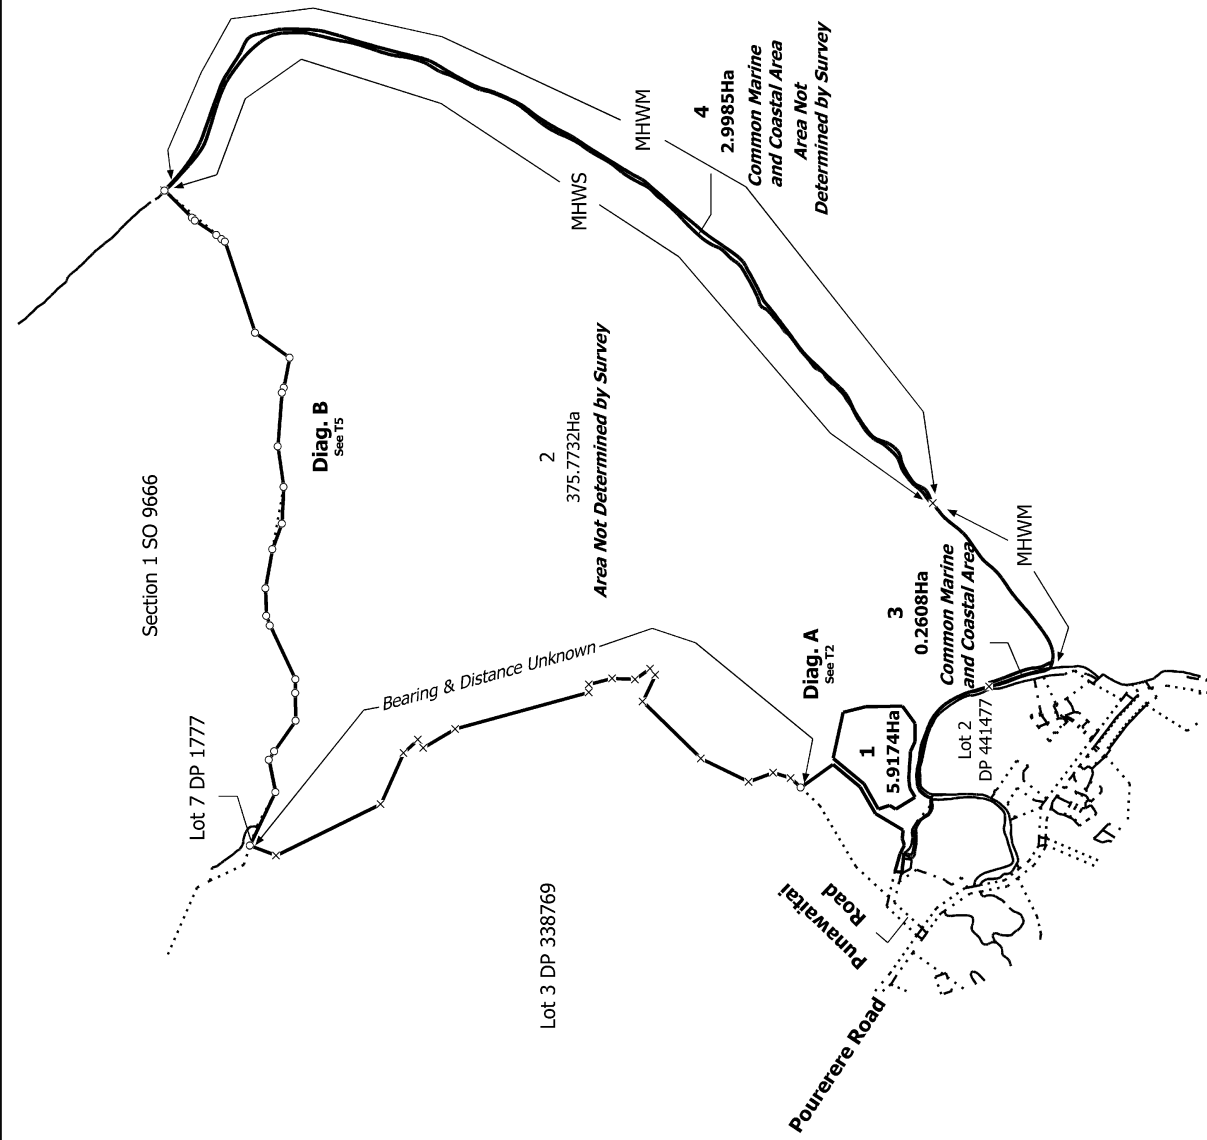 Section 1 SO 9666
Lot 7 DP 1777
Diag. B
See T5
Bearing & Distance Unknown
Lot 3 DP 338769
2
375.7732Ha
Area Not Determined by Survey
MHWS
MHWM
4
2.9985Ha
Common Marine
and Coastal Area
Area Not
Determined by Survey
Diag. A
See T2
1
5.9174Ha
3
0.2608Ha
Common Marine
and Coastal Area
MHWM
Lot 2
DP 441477
Punawaitai
Road
Pourerere Road